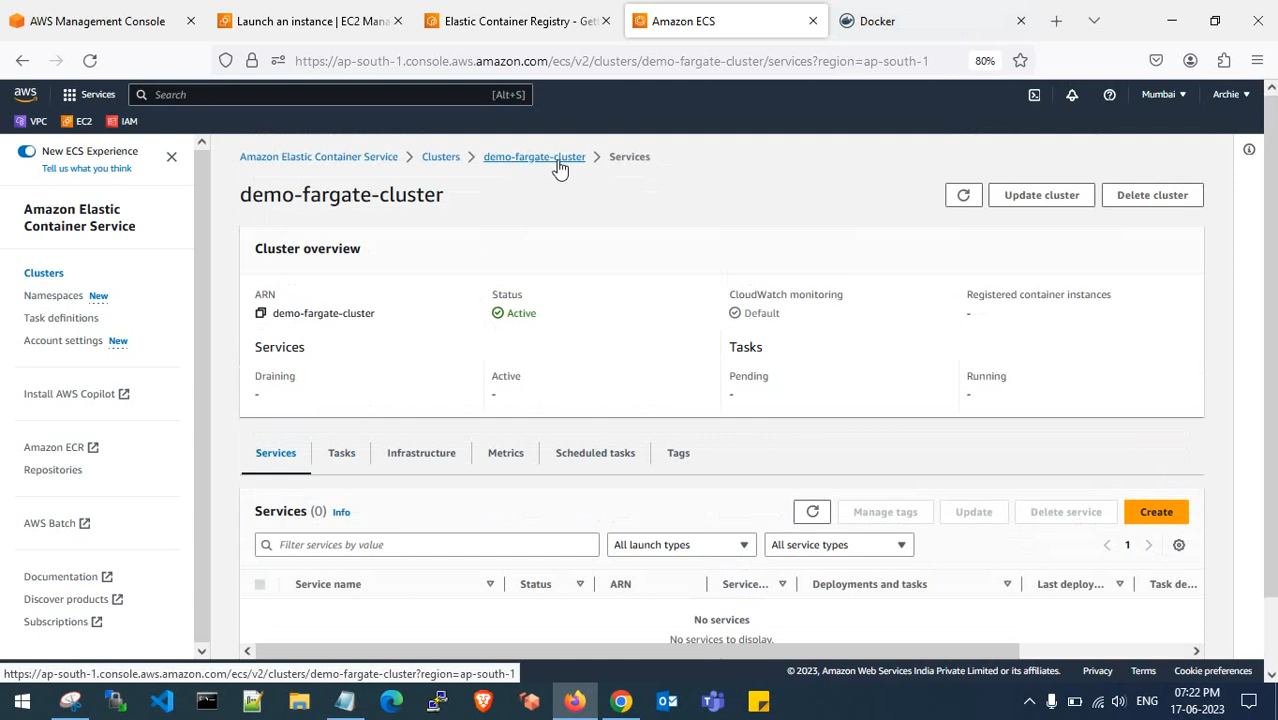 AWS Management Console
Launch an instance | EC2 Mana
Elastic Container Registry - Get
Amazon ECS
Docker
https://ap-south-1.console.aws.amazon.com/ecs/v2/clusters/demo-fargate-cluster/services?region=ap-south-1
80%
aws
Services
Search
[Alt+S]
Mumbai
Archie
VPC
EC2
IAM
New ECS Experience
Tell us what you think
Amazon Elastic
Container Service
Clusters
Namespaces New
Task definitions
Account settings New
Install AWS Copilot
Amazon ECR
Repositories
AWS Batch
Documentation
Discover products
Subscriptions
Amazon Elastic Container Service
Clusters
demo-fargate-cluster
Services
demo-fargate-cluster
Update cluster
Delete cluster
Cluster overview
ARN
demo-fargate-cluster
Status
Active
CloudWatch monitoring
Default
Registered container instances
-
Services
Tasks
Draining
-
Active
-
Pending
-
Running
-
Services
Tasks
Infrastructure
Metrics
Scheduled tasks
Tags
Services (0) Info
Manage tags
Update
Delete service
Create
Filter services by value
All launch types
All service types
1
Service name
Status
ARN
Service...
Deployments and tasks
Last deploy...
Task de...
No services
No services to display.
https://ap-south-1.console.aws.amazon.com/ecs/v2/clusters/demo-fargate-cluster?region=ap-south-1
© 2023, Amazon Web Services India Private Limited or its affiliates.
Privacy
Terms
Cookie preferences
ENG
07:22 PM
17-06-2023